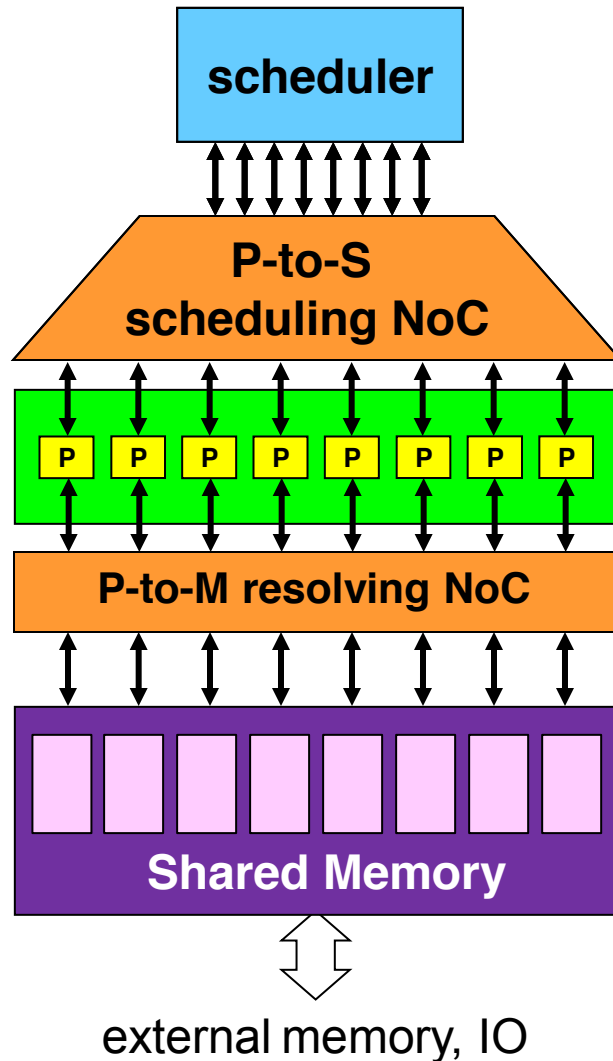 scheduler
P-to-S
scheduling NoC
P P P P P P P P
P-to-M resolving NoC
Shared Memory
external memory, IO